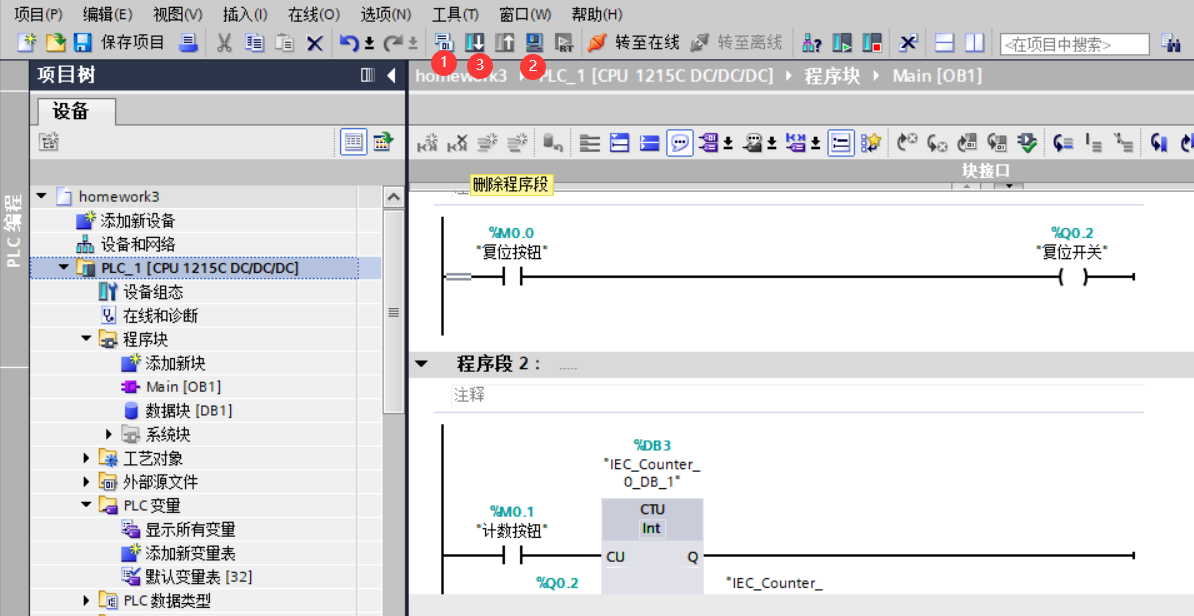 项目(P) 编辑(E) 视图(V) 插入(I) 在线(O) 选项(N) 工具(T) 窗口(W) 帮助(H)
保存项目 转至在线 转至离线 <在项目中搜索>
1 3 2
项目树
homework3 PLC_1 [CPU 1215C DC/DC/DC] 程序块 Main [OB1]
设备
块接口
删除程序段
PLC 编程
homework3
添加新设备
设备和网络
PLC_1 [CPU 1215C DC/DC/DC]
设备组态
在线和诊断
程序块
添加新块
Main [OB1]
数据块 [DB1]
系统块
工艺对象
外部源文件
PLC 变量
显示所有变量
添加新变量表
默认变量表 [32]
PLC 数据类型
%M0.0
"复位按钮"
%Q0.2
"复位开关"
程序段 2： .....
注释
%DB3
"IEC_Counter_
0_DB_1"
CTU
Int
%M0.1
"计数按钮"
CU Q
%Q0.2
"IEC_Counter_